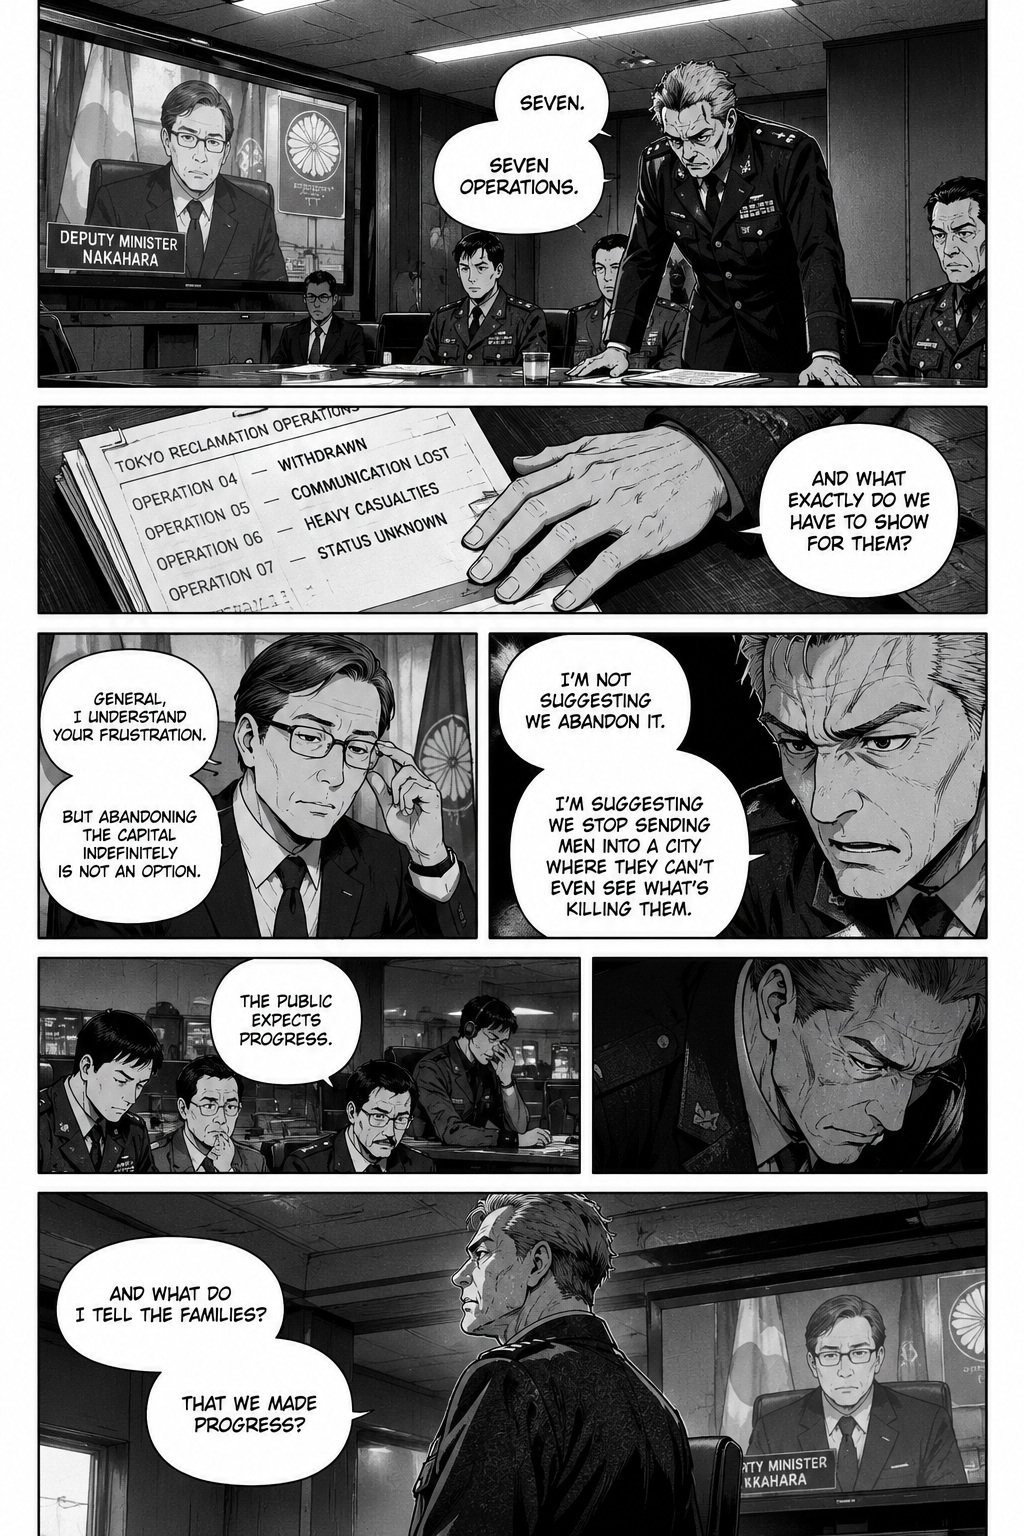 SEVEN.
SEVEN
OPERATIONS.
DEPUTY MINISTER
NAKAHARA
TOKYO RECLAMATION OPERATIONS
OPERATION 04 — WITHDRAWN
OPERATION 05 — COMMUNICATION LOST
OPERATION 06 — HEAVY CASUALTIES
OPERATION 07 — STATUS UNKNOWN
AND WHAT
EXACTLY DO WE
HAVE TO SHOW
FOR THEM?
GENERAL,
I UNDERSTAND
YOUR FRUSTRATION.
BUT ABANDONING
THE CAPITAL
INDEFINITELY
IS NOT AN OPTION.
I'M NOT
SUGGESTING
WE ABANDON IT.
I'M SUGGESTING
WE STOP SENDING
MEN INTO A CITY
WHERE THEY CAN'T
EVEN SEE WHAT'S
KILLING THEM.
THE PUBLIC
EXPECTS
PROGRESS.
AND WHAT DO
I TELL THE FAMILIES?
THAT WE MADE
PROGRESS?
TY MINISTER
KAHARA